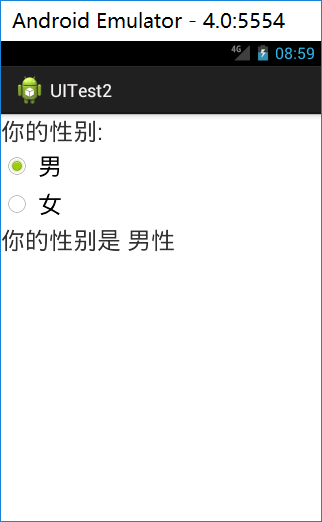 Android Emulator - 4.0:5554
4G 08:59
UITest2
你的性别:
男
女
你的性别是 男性